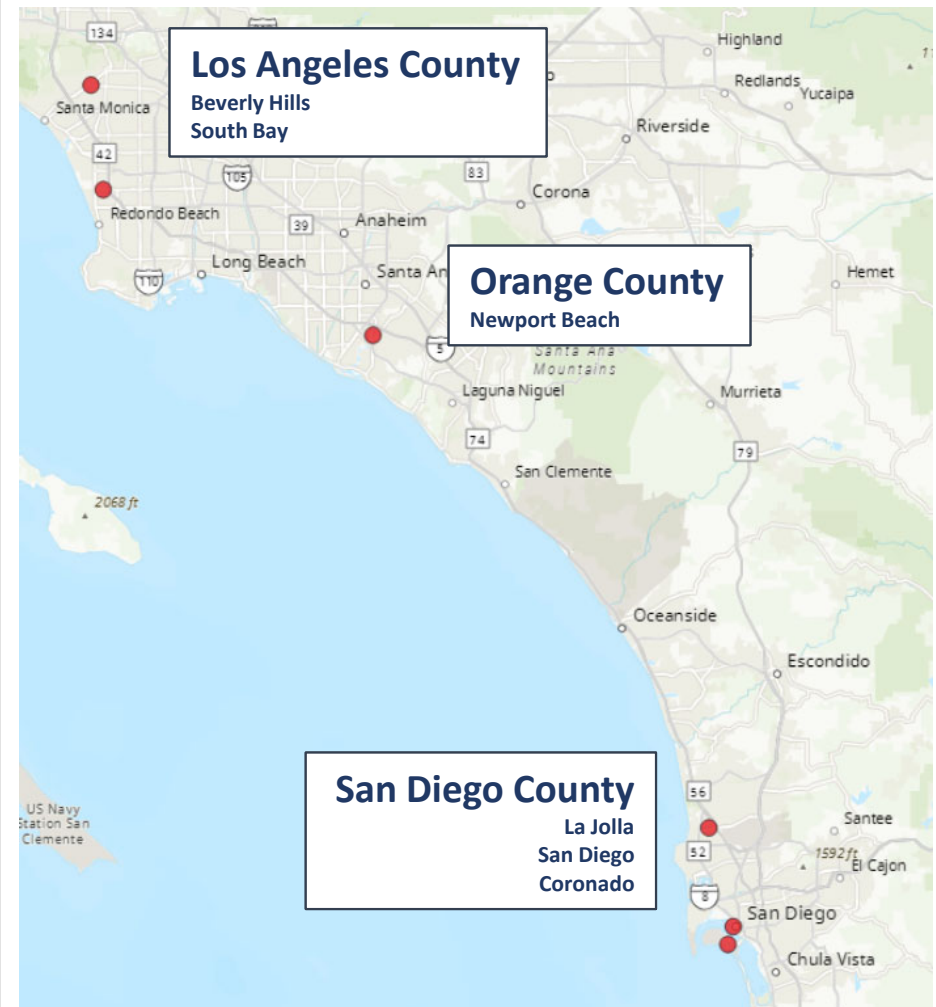 134
Los Angeles County
Beverly Hills
South Bay
Highland
Redlands
Yucaipa
Santa Monica
Riverside
42
105
83
Corona
Redondo Beach
39
Anaheim
110
Long Beach
Santa An
Orange County
Newport Beach
Hemet
5
Santa Ana
Mountains
Laguna Niguel
Murrieta
74
79
San Clemente
2068 ft
Oceanside
Escondido
San Diego County
La Jolla
San Diego
Coronado
56
US Navy
Station San
Clemente
Santee
52
1592 ft
El Cajon
8
San Diego
Chula Vista